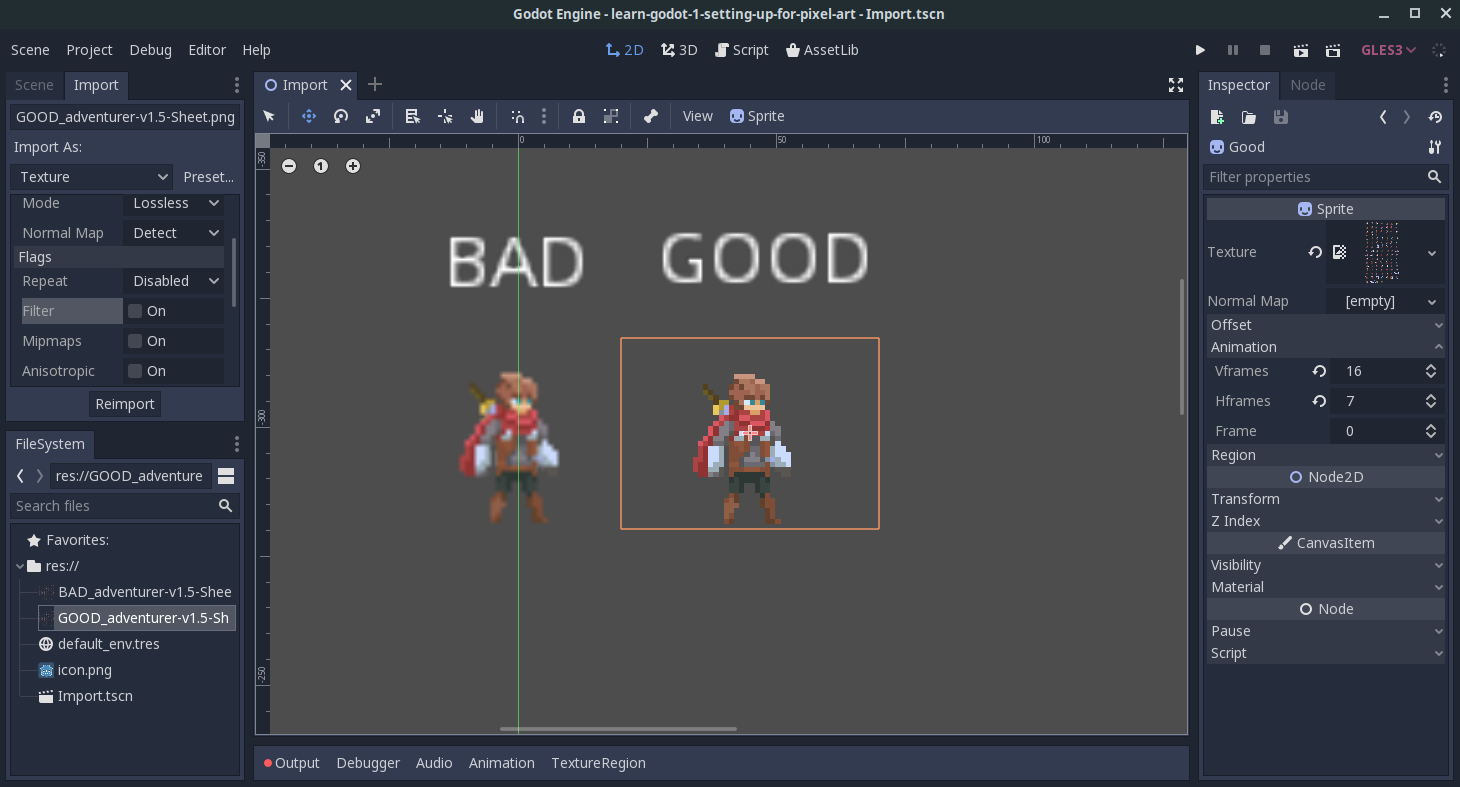 Godot Engine - learn-godot-1-setting-up-for-pixel-art - Import.tscn
Scene Project Debug Editor Help
2D 3D Script AssetLib
GLES3
Scene Import
GOOD_adventurer-v1.5-Sheet.png
Import As:
Texture Preset...
Mode Lossless
Normal Map Detect
Flags
Repeat Disabled
Filter On
Mipmaps On
Anisotropic On
Reimport
FileSystem
res://GOOD_adventure
Search files
Favorites:
res://
BAD_adventurer-v1.5-Shee
GOOD_adventurer-v1.5-Sh
default_env.tres
icon.png
Import.tscn
Import
View Sprite
0 50 100
-350
-300
-250
1
BAD GOOD
Output Debugger Audio Animation TextureRegion
Inspector Node
Good
Filter properties
Sprite
Texture
Normal Map [empty]
Offset
Animation
Vframes 16
Hframes 7
Frame 0
Region
Node2D
Transform
Z Index
CanvasItem
Visibility
Material
Node
Pause
Script